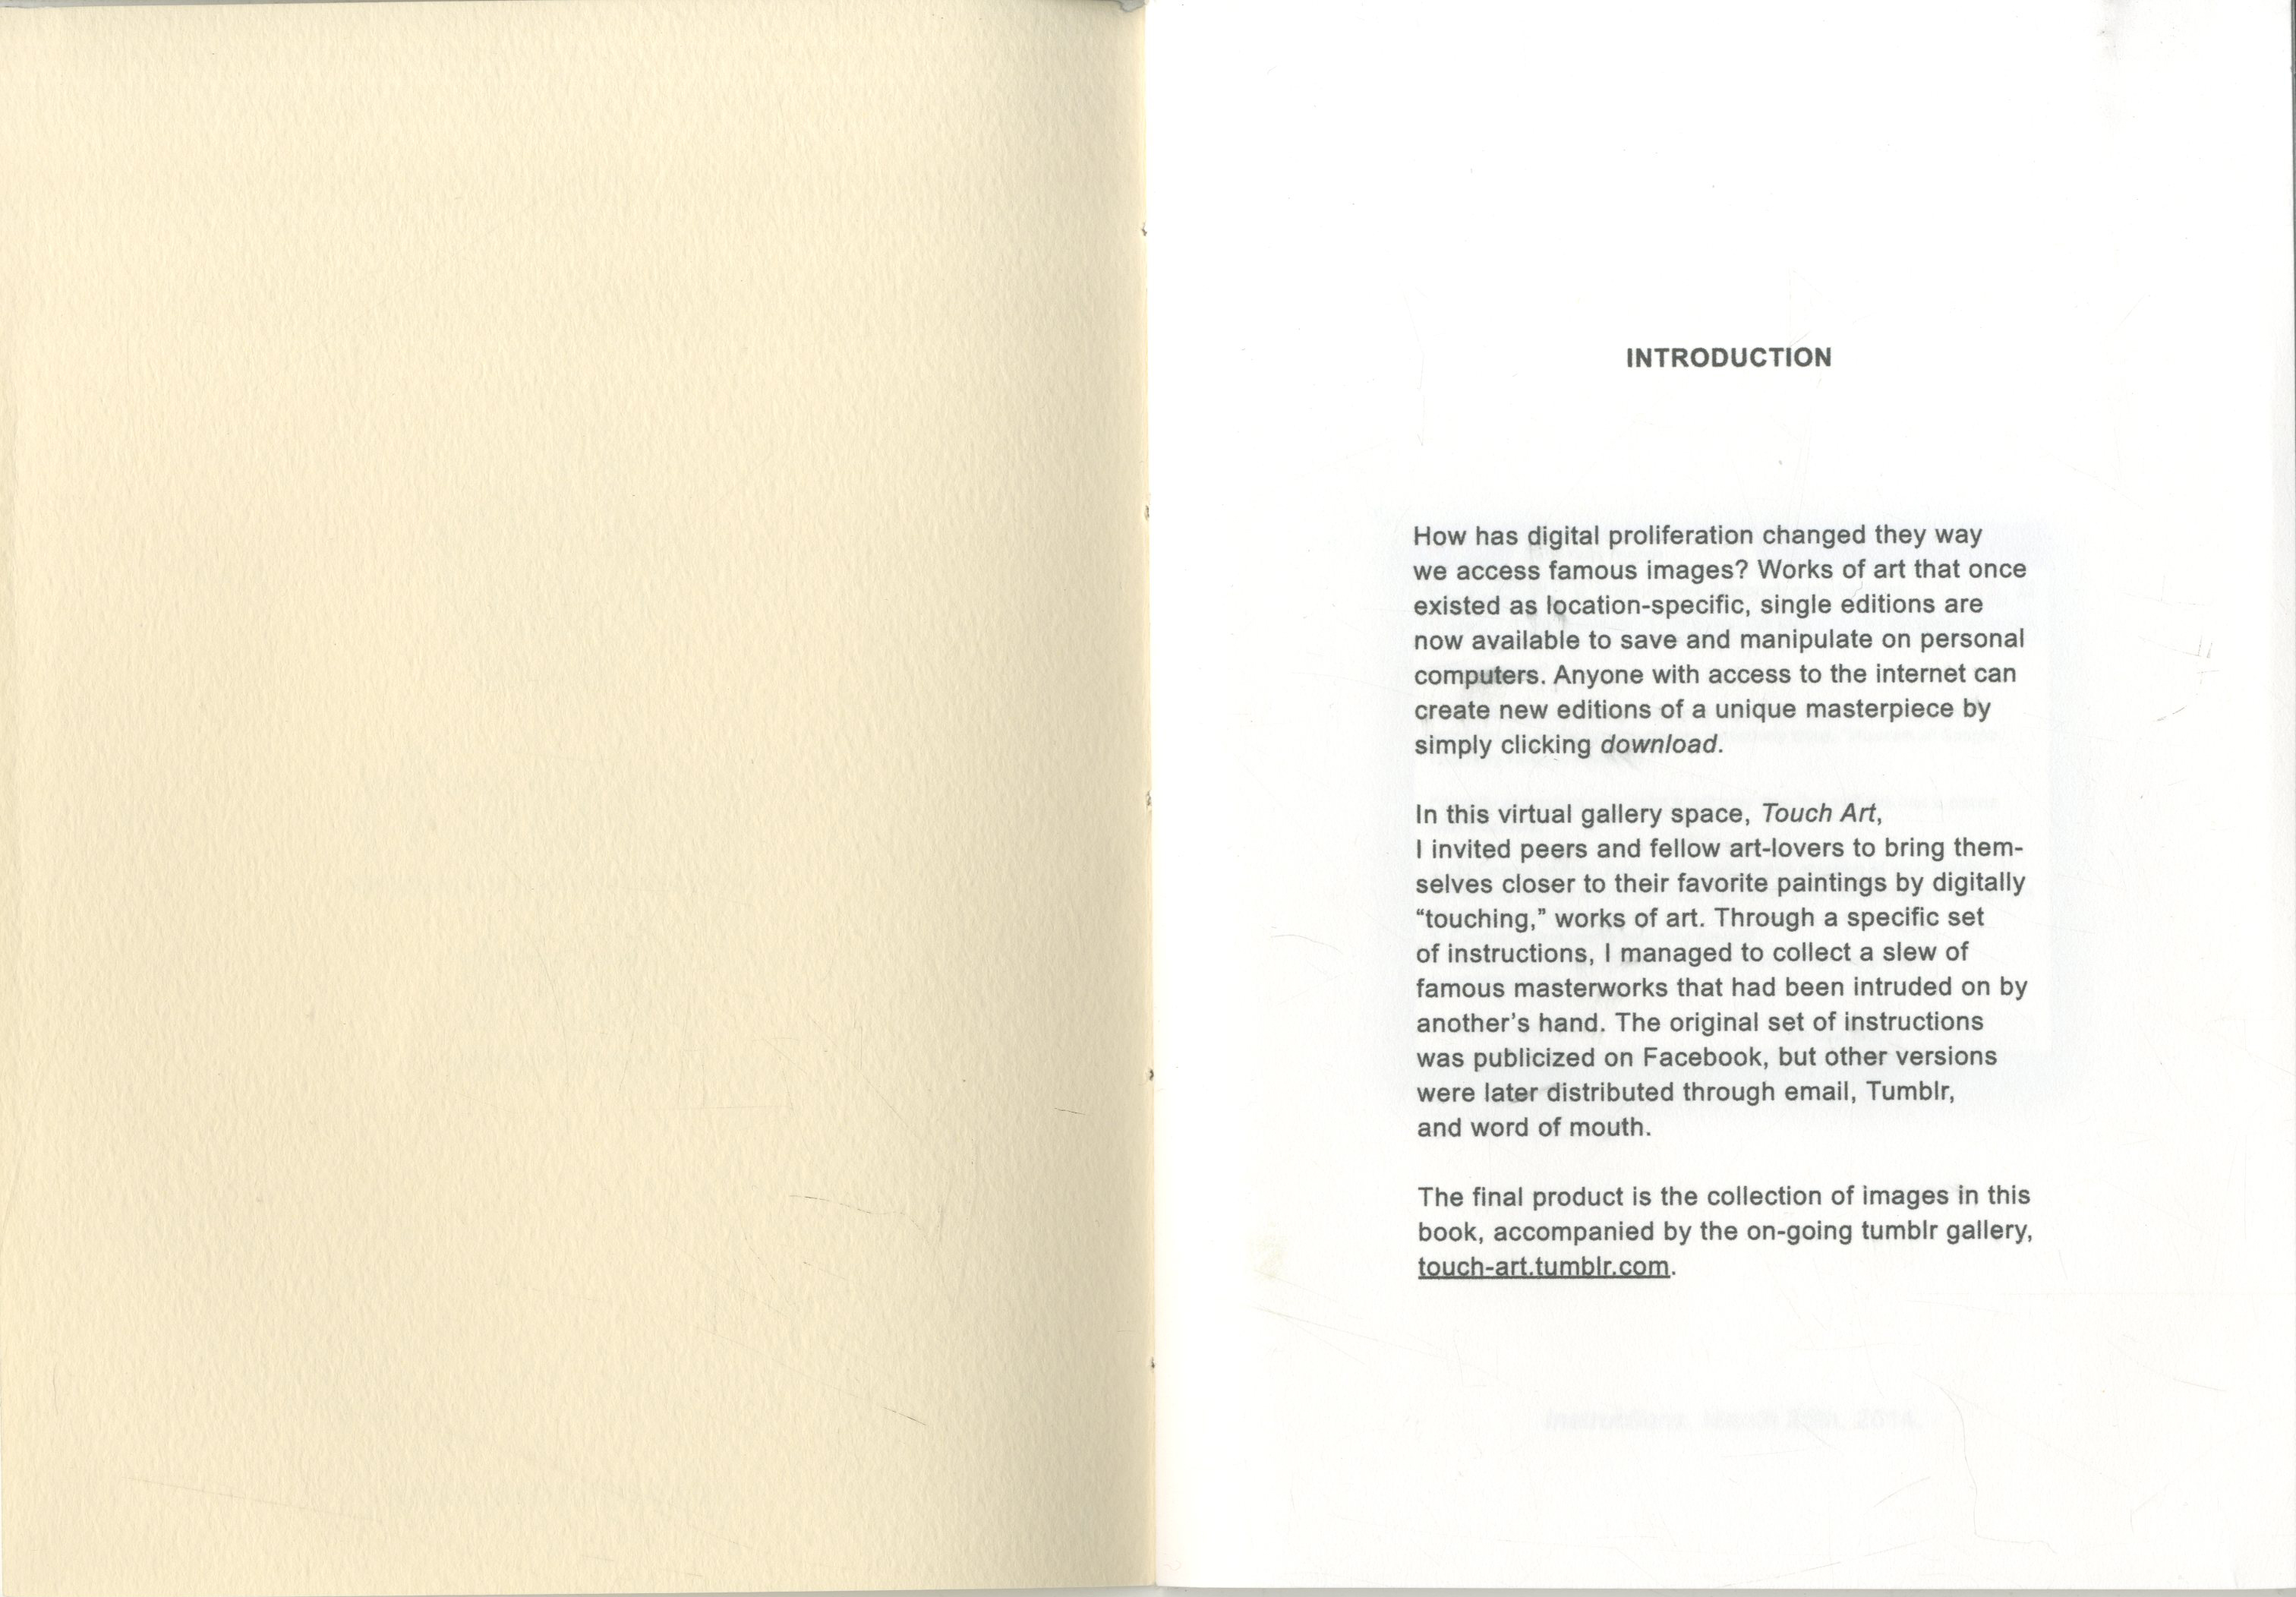 INTRODUCTION
How has digital proliferation changed they way
we access famous images? Works of art that once
existed as location-specific, single editions are
now available to save and manipulate on personal
computers. Anyone with access to the internet can
create new editions of a unique masterpiece by
simply clicking download.
In this virtual gallery space, Touch Art,
I invited peers and fellow art-lovers to bring them-
selves closer to their favorite paintings by digitally
“touching,” works of art. Through a specific set
of instructions, I managed to collect a slew of
famous masterworks that had been intruded on by
another’s hand. The original set of instructions
was publicized on Facebook, but other versions
were later distributed through email, Tumblr,
and word of mouth.
The final product is the collection of images in this
book, accompanied by the on-going tumblr gallery,
touch-art.tumblr.com.